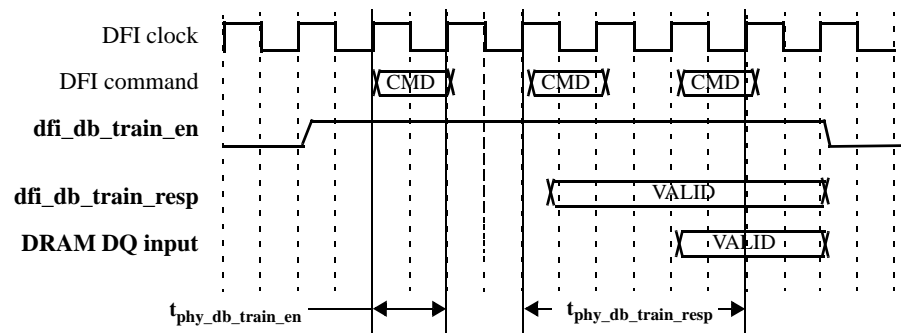 DFI clock
DFI command CMD CMD CMD
dfi_db_train_en
dfi_db_train_resp VALID
DRAM DQ input VALID
tphy_db_train_en tphy_db_train_resp